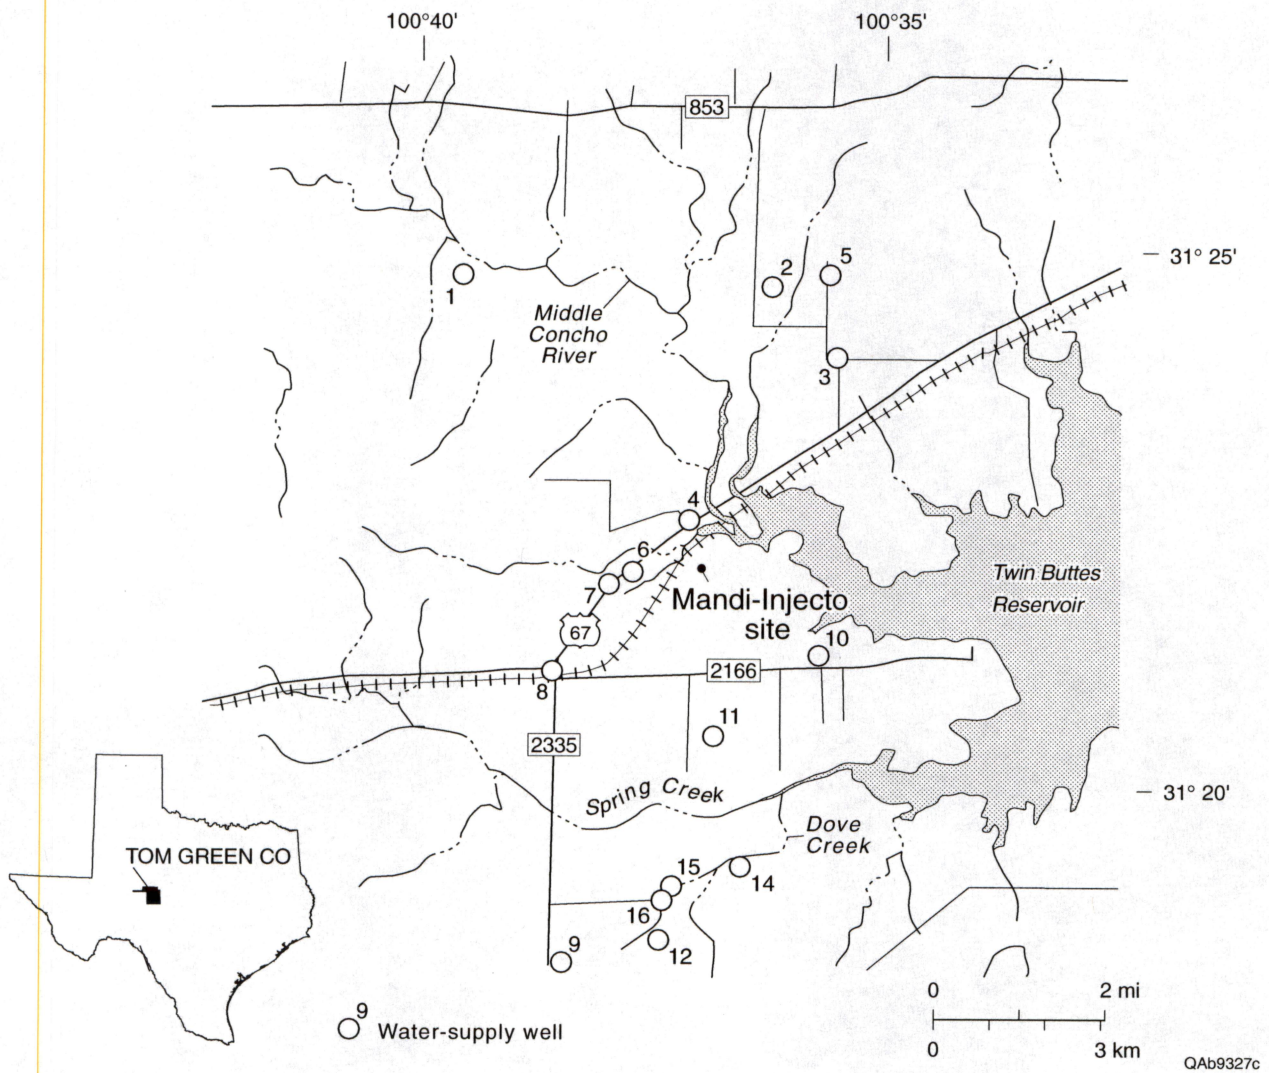 100°40'
100°35'
853
31° 25'
2
5
1
Middle
Concho
River
3
4
6
7
Twin Buttes
Reservoir
Mandi-Injecto
site
67
10
2166
8
11
2335
31° 20'
Spring Creek
Dove
Creek
TOM GREEN CO
15
14
16
12
9
0 2 mi
9
Water-supply well
0 3 km
QAb9327c